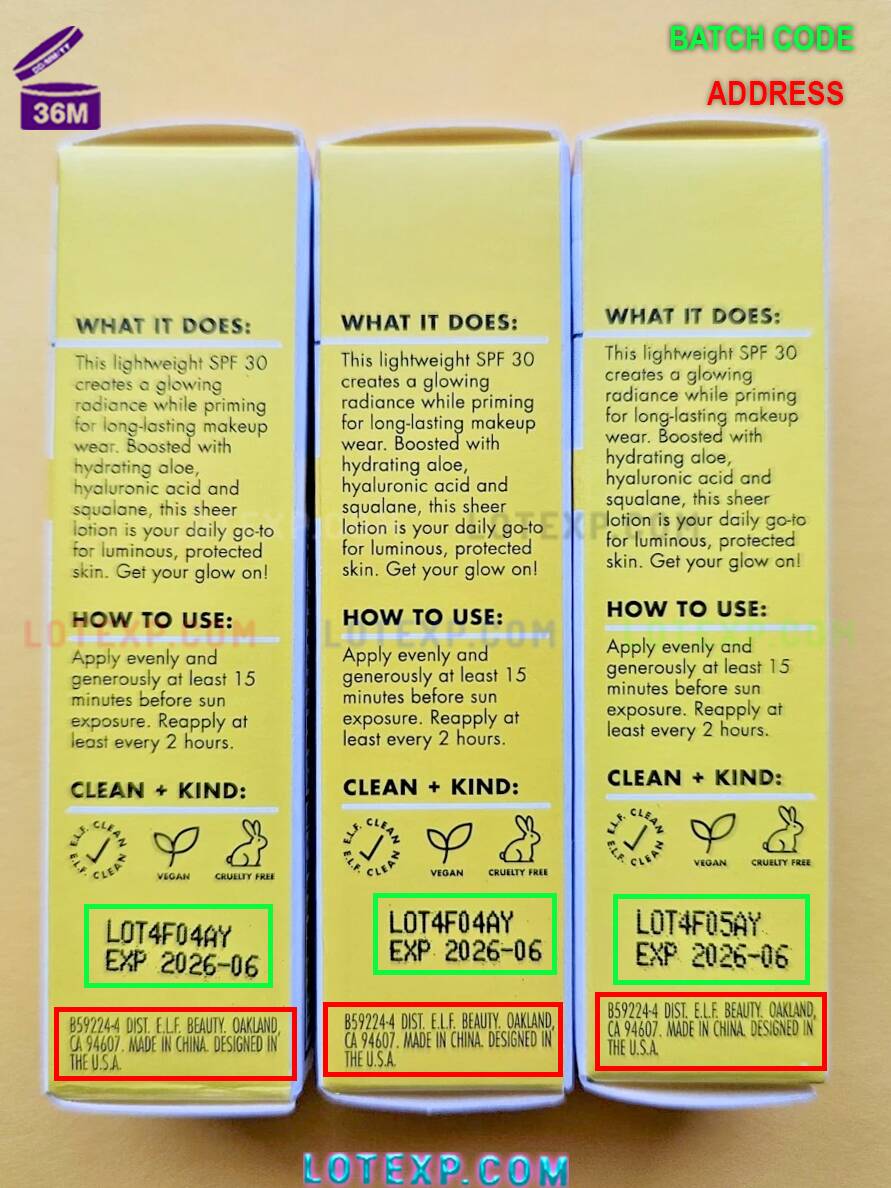 BATCH CODE
ADDRESS
DD/MM/YY
36M
WHAT IT DOES:
This lightweight SPF 30
creates a glowing
radiance while priming
for long-lasting makeup
wear. Boosted with
hydrating aloe,
hyaluronic acid and
squalane, this sheer
lotion is your daily go-to
for luminous, protected
skin. Get your glow on!
HOW TO USE:
LOTEXP.COM
Apply evenly and
generously at least 15
minutes before sun
exposure. Reapply at
least every 2 hours.
CLEAN + KIND:
E.L.F. CLEAN
E.L.F. CLEAN
VEGAN
CRUELTY FREE
LOT4F04AY
EXP 2026-06
B59224-4 DIST. E.L.F. BEAUTY. OAKLAND,
CA 94607. MADE IN CHINA. DESIGNED IN
THE U.S.A.
WHAT IT DOES:
This lightweight SPF 30
creates a glowing
radiance while priming
for long-lasting makeup
wear. Boosted with
hydrating aloe,
hyaluronic acid and
squalane, this sheer
lotion is your daily go-to
for luminous, protected
skin. Get your glow on!
HOW TO USE:
LOTEXP.COM
Apply evenly and
generously at least 15
minutes before sun
exposure. Reapply at
least every 2 hours.
CLEAN + KIND:
E.L.F. CLEAN
E.L.F. CLEAN
VEGAN
CRUELTY FREE
LOT4F04AY
EXP 2026-06
B59224-4 DIST. E.L.F. BEAUTY. OAKLAND,
CA 94607. MADE IN CHINA. DESIGNED IN
THE U.S.A.
WHAT IT DOES:
This lightweight SPF 30
creates a glowing
radiance while priming
for long-lasting makeup
wear. Boosted with
hydrating aloe,
hyaluronic acid and
squalane, this sheer
lotion is your daily go-to
for luminous, protected
skin. Get your glow on!
HOW TO USE:
LOTEXP.COM
Apply evenly and
generously at least 15
minutes before sun
exposure. Reapply at
least every 2 hours.
CLEAN + KIND:
E.L.F. CLEAN
E.L.F. CLEAN
VEGAN
CRUELTY FREE
LOT4F05AY
EXP 2026-06
B59224-4 DIST. E.L.F. BEAUTY. OAKLAND,
CA 94607. MADE IN CHINA. DESIGNED IN
THE U.S.A.
LOTEXP.COM